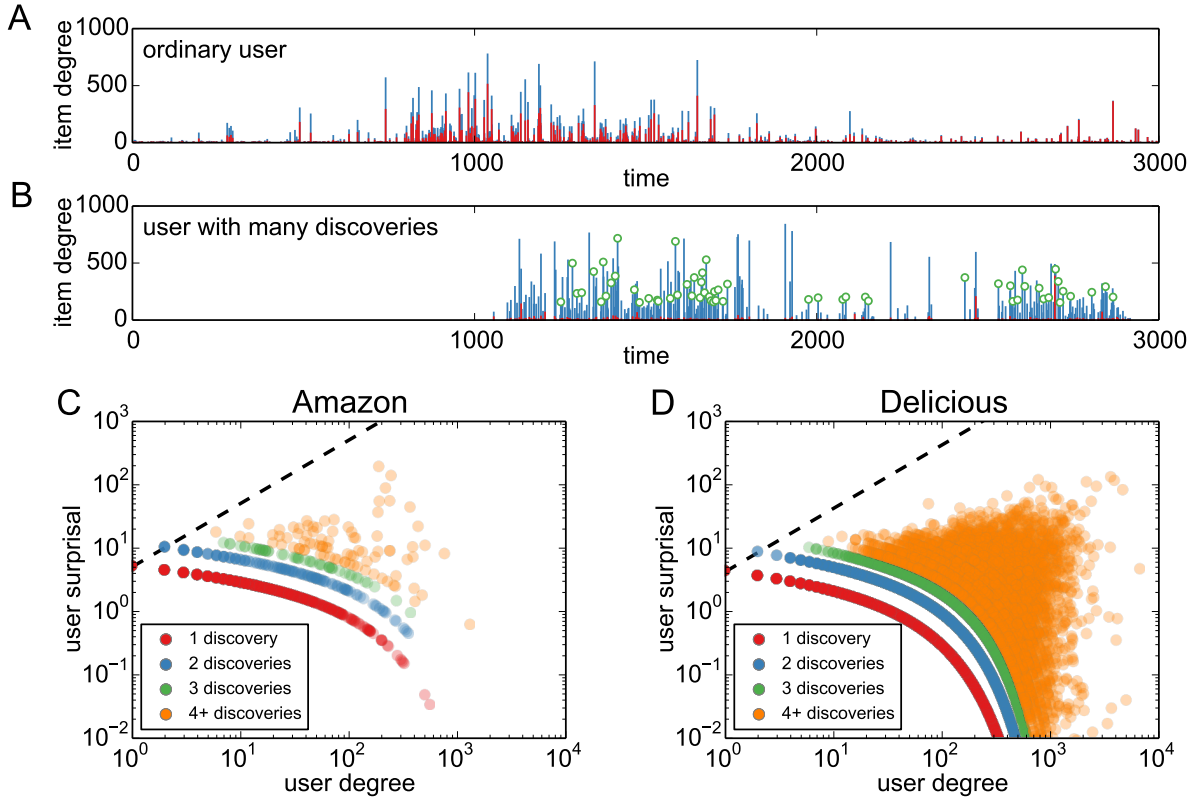 A
item degree
1000
500
0
ordinary user
0
1000
2000
3000
time
B
item degree
1000
500
0
user with many discoveries
0
1000
2000
3000
time
C
Amazon
user surprisal
10^3
10^2
10^1
10^0
10^-1
10^-2
1 discovery
2 discoveries
3 discoveries
4+ discoveries
10^0
10^1
10^2
10^3
10^4
user degree
D
Delicious
user surprisal
10^3
10^2
10^1
10^0
10^-1
10^-2
1 discovery
2 discoveries
3 discoveries
4+ discoveries
10^0
10^1
10^2
10^3
10^4
user degree